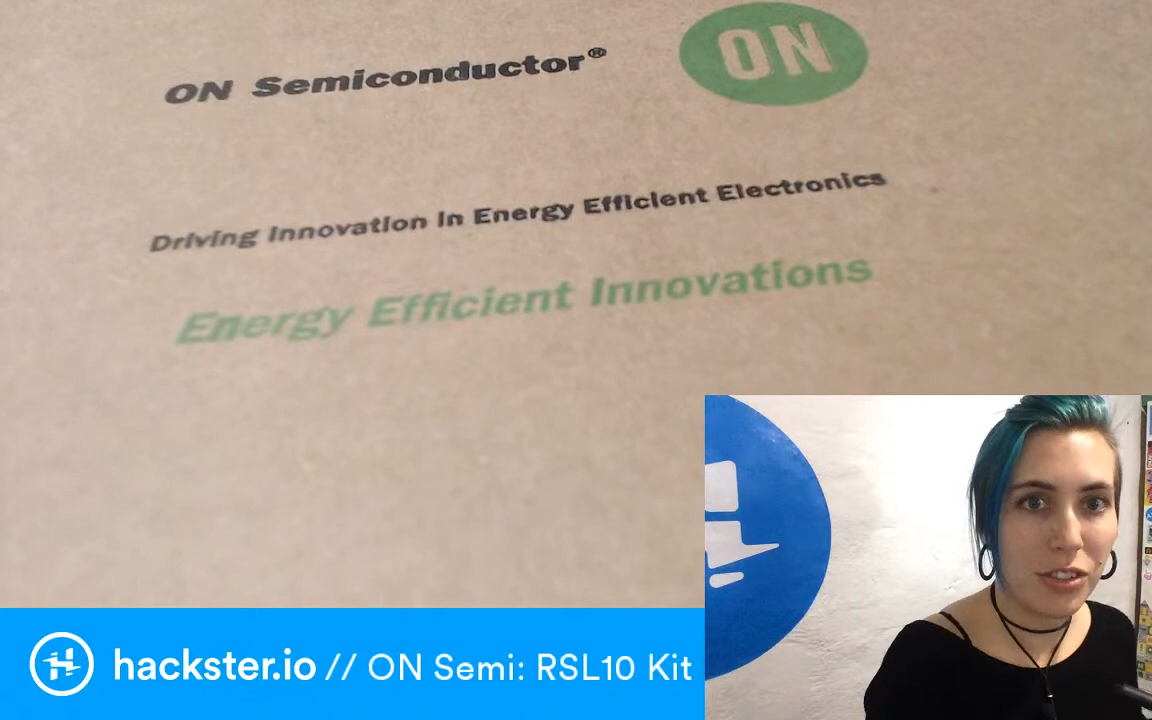 ON Semiconductor®
ON
Driving Innovation in Energy Efficient Electronics
Energy Efficient Innovations
hackster.io // ON Semi: RSL10 Kit